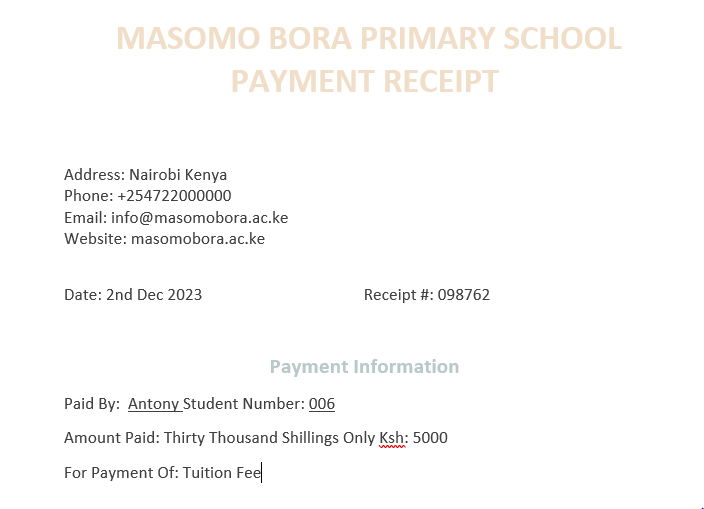 MASOMO BORA PRIMARY SCHOOL
PAYMENT RECEIPT
Address: Nairobi Kenya
Phone: +254722000000
Email: info@masomobora.ac.ke
Website: masomobora.ac.ke
Date: 2nd Dec 2023 Receipt #: 098762
Payment Information
Paid By: Antony Student Number: 006
Amount Paid: Thirty Thousand Shillings Only Ksh: 5000
For Payment Of: Tuition Fee